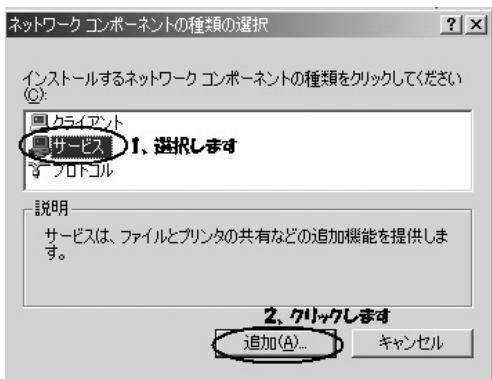 ネットワーク コンポーネントの種類の選択
インストールするネットワーク コンポーネントの種類をクリックしてください
(C):
クライアント
サービス 1、選択します
プロトコル
説明
サービスは、ファイルとプリンタの共有などの追加機能を提供しま
す。
2、クリックします
追加(A)... キャンセル